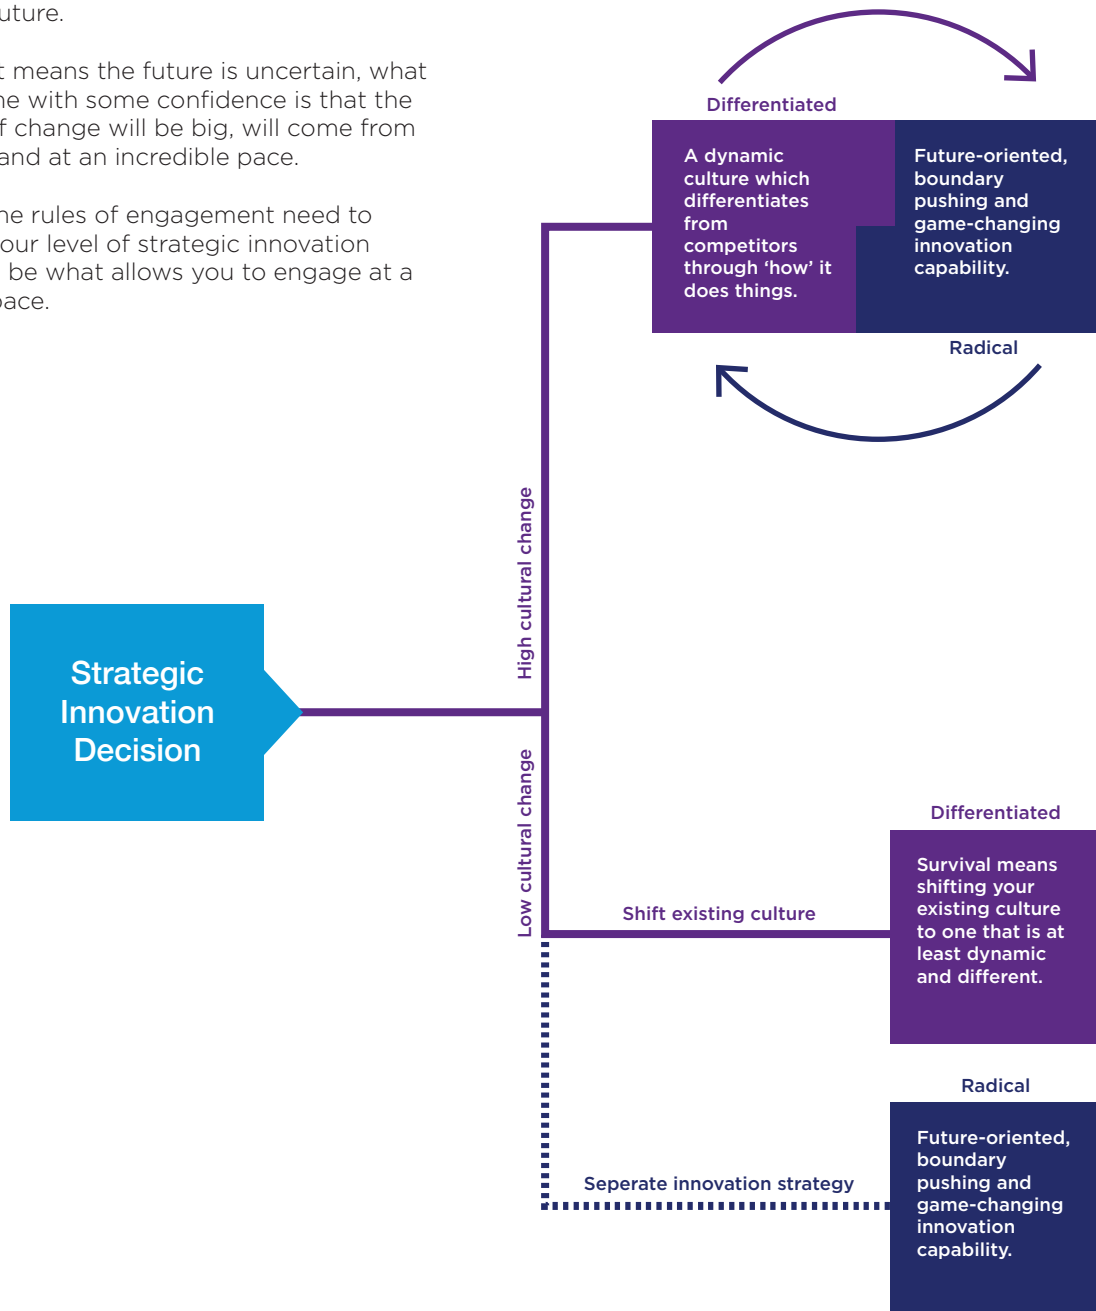 uture.
t means the future is uncertain, what
ne with some confidence is that the
f change will be big, will come from
and at an incredible pace.
he rules of engagement need to
our level of strategic innovation
be what allows you to engage at a
pace.
Differentiated
A dynamic
culture which
differentiates
from
competitors
through ‘how’ it
does things.
Future-oriented,
boundary
pushing and
game-changing
innovation
capability.
Radical
High cultural change
Strategic
Innovation
Decision
Low cultural change
Shift existing culture
Differentiated
Survival means
shifting your
existing culture
to one that is at
least dynamic
and different.
Seperate innovation strategy
Radical
Future-oriented,
boundary
pushing and
game-changing
innovation
capability.